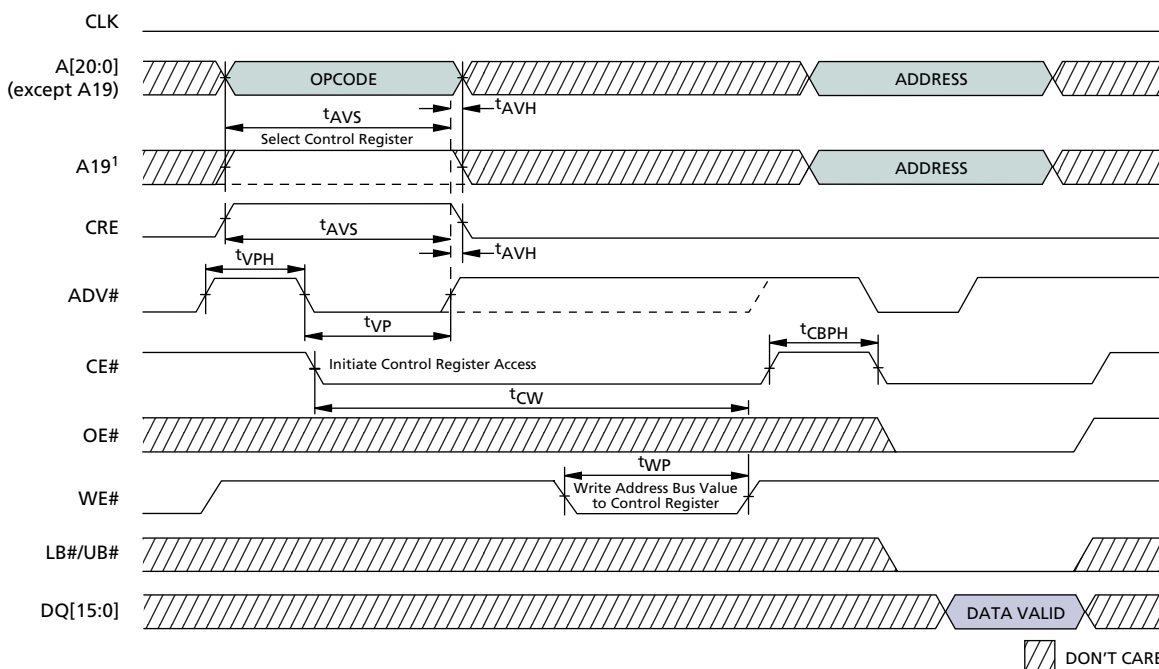 CLK
A[20:0]
(except A19)
OPCODE
ADDRESS
tAVS
tAVH
Select Control Register
A19¹
ADDRESS
CRE
tAVS
tAVH
tVPH
ADV#
tVP
tCBPH
CE#
Initiate Control Register Access
tCW
OE#
tWP
WE#
Write Address Bus Value
to Control Register
LB#/UB#
DQ[15:0]
DATA VALID
DON'T CARE